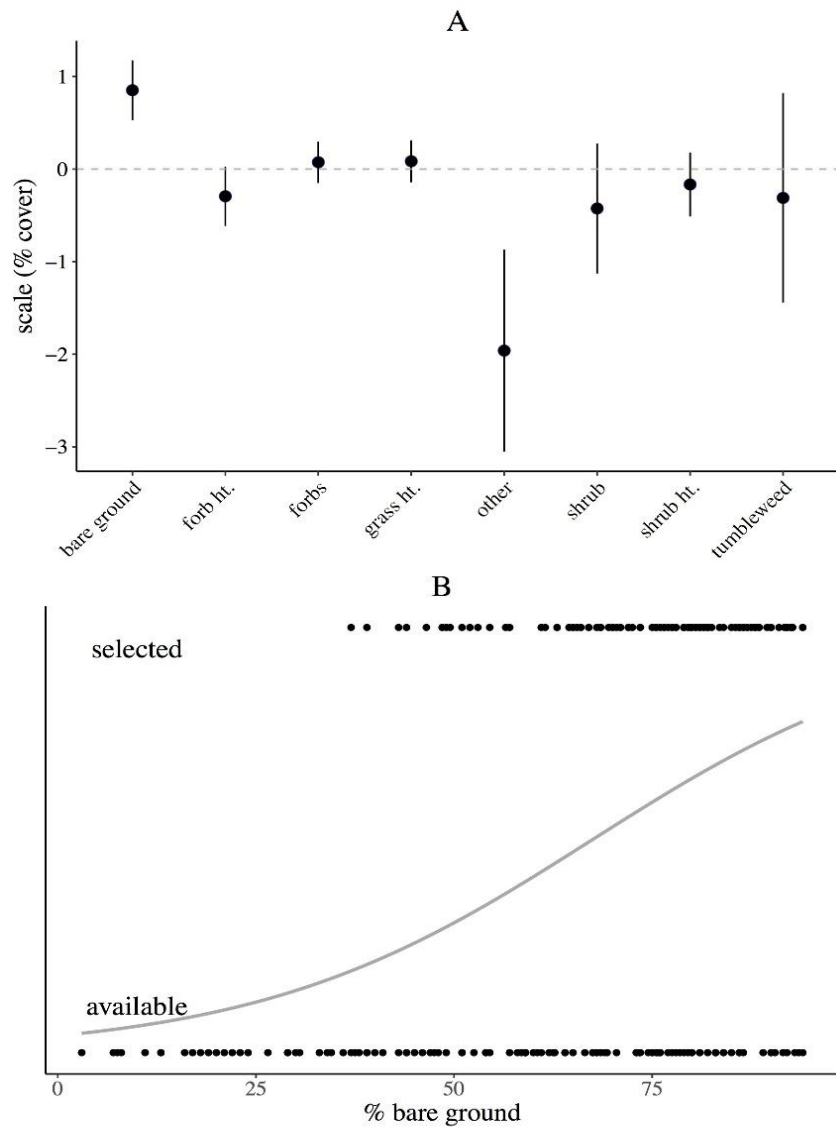 A
1
0
−1
−2
−3
scale (% cover)
bare ground
forb ht.
forbs
grass ht.
other
shrub
shrub ht.
tumbleweed
B
selected
available
0 25 50 75
% bare ground